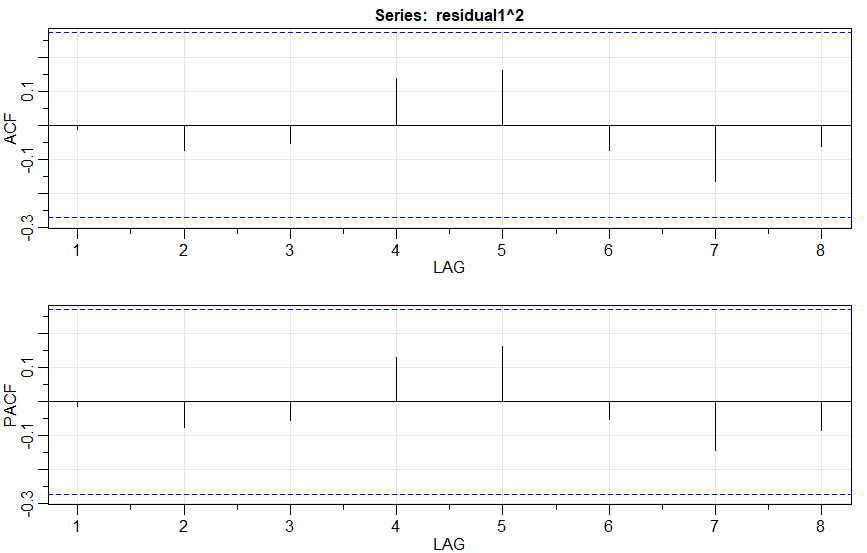 Series: residual1^2
ACF
0.1
-0.1
-0.3
1 2 3 4 5 6 7 8
LAG
PACF
0.1
-0.1
-0.3
1 2 3 4 5 6 7 8
LAG